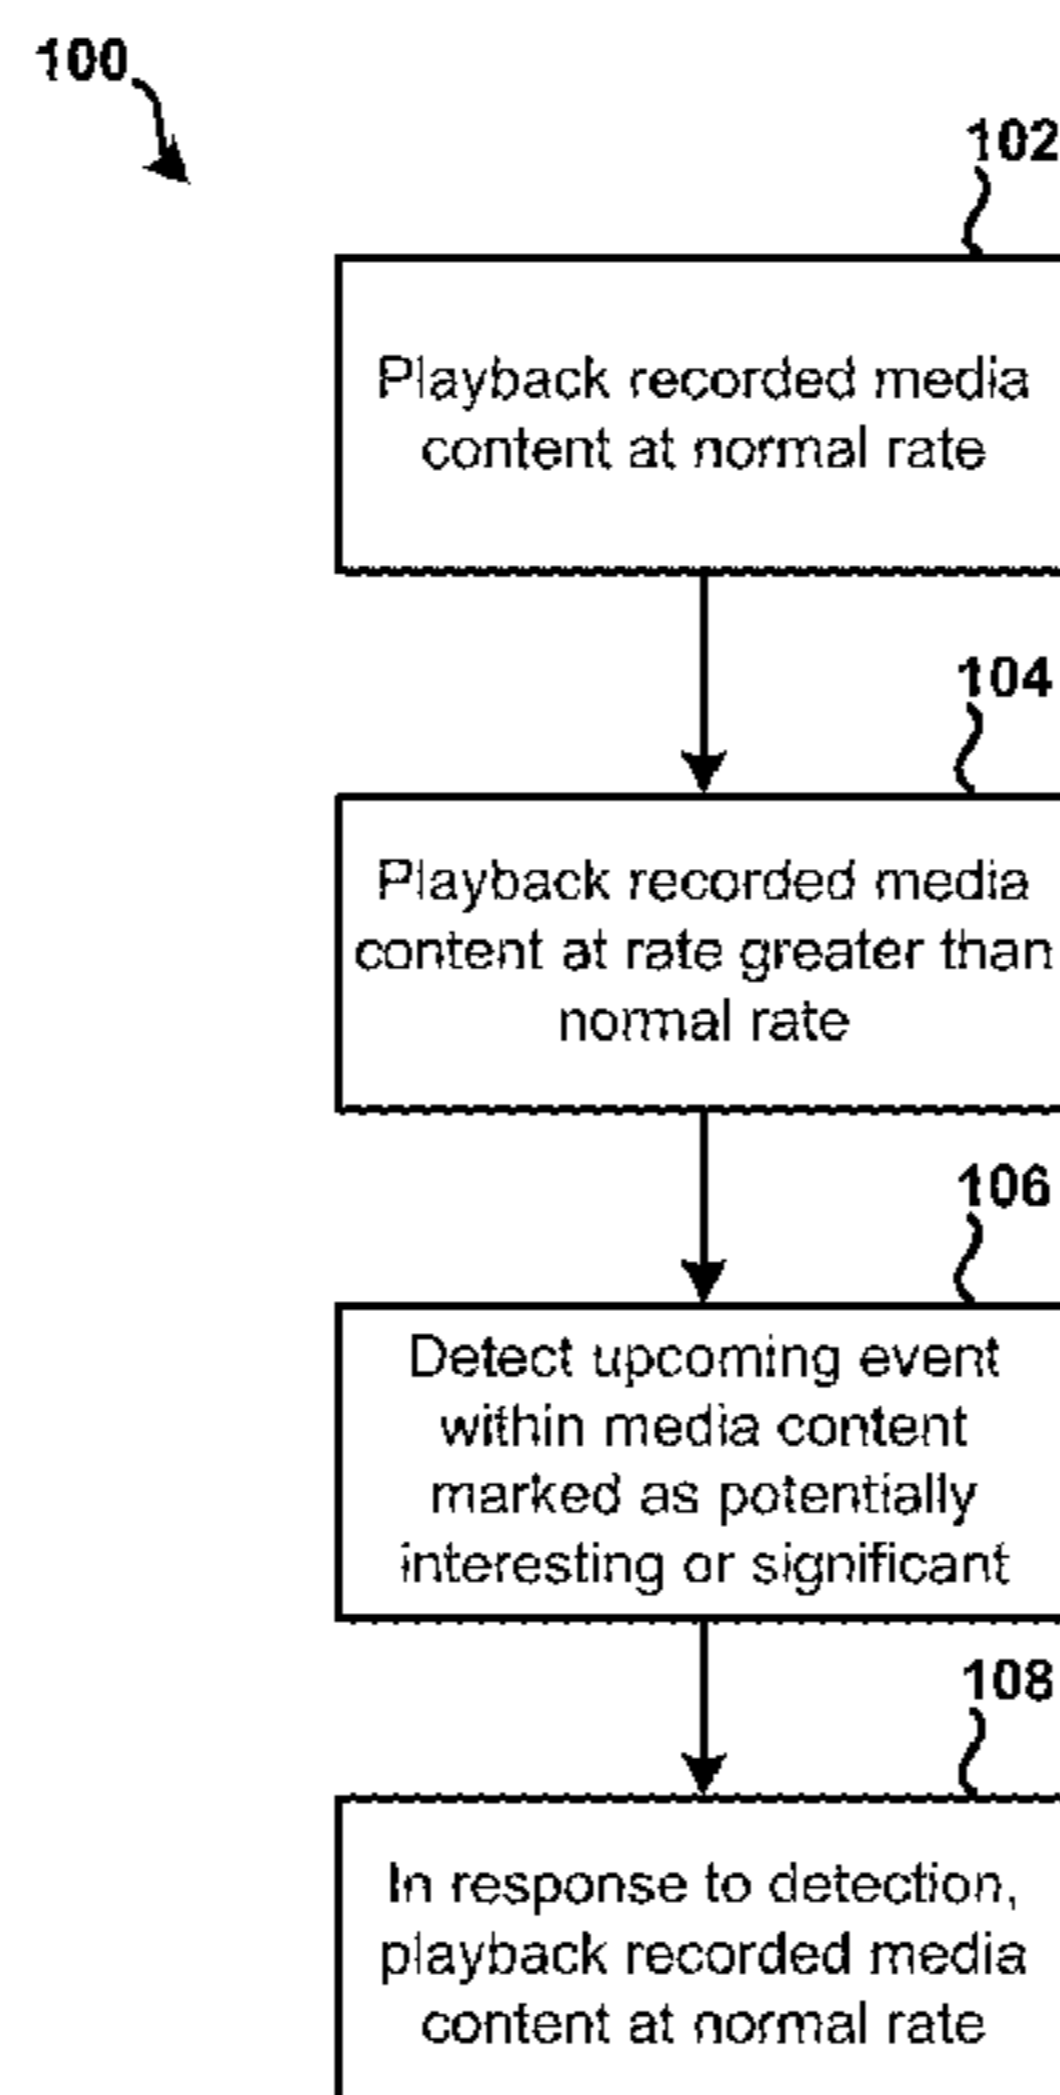 100
102
Playback recorded media
content at normal rate
104
Playback recorded media
content at rate greater than
normal rate
106
Detect upcoming event
within media content
marked as potentially
interesting or significant
108
In response to detection,
playback recorded media
content at normal rate